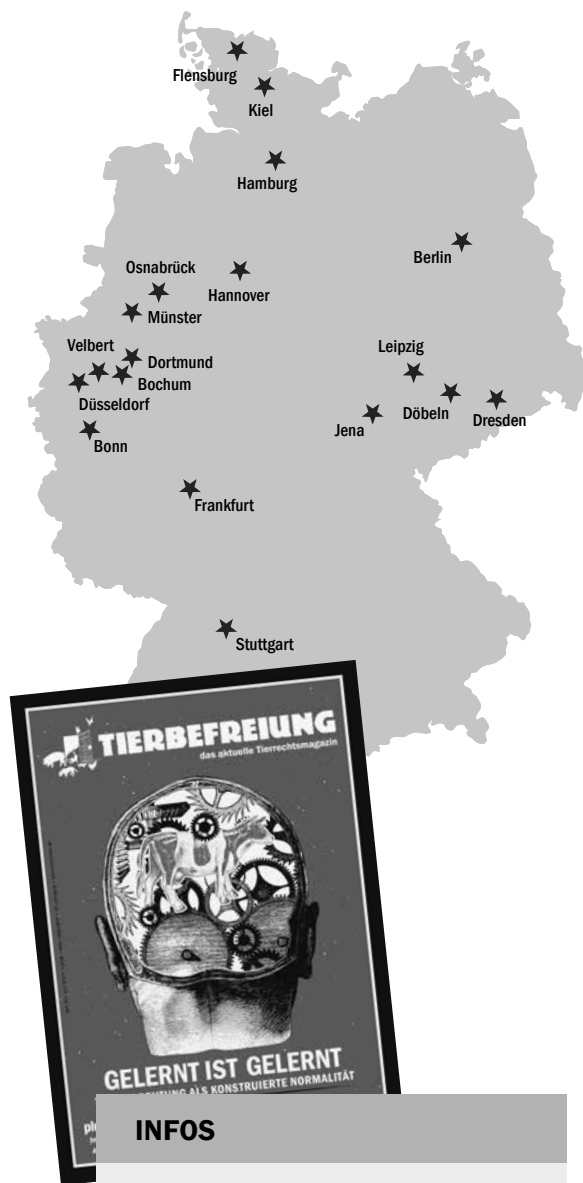 Flensburg
Kiel
Hamburg
Berlin
Osnabrück
Hannover
Münster
Velbert
Dortmund
Leipzig
Bochum
Düsseldorf
Döbeln
Dresden
Jena
Bonn
Frankfurt
Stuttgart
TIERBEFREIUNG
das aktuelle Tierrechtsmagazin
GELERNT IST GELERNT
ALS KONSTRUIERTE NORMALITÄT
INFOS